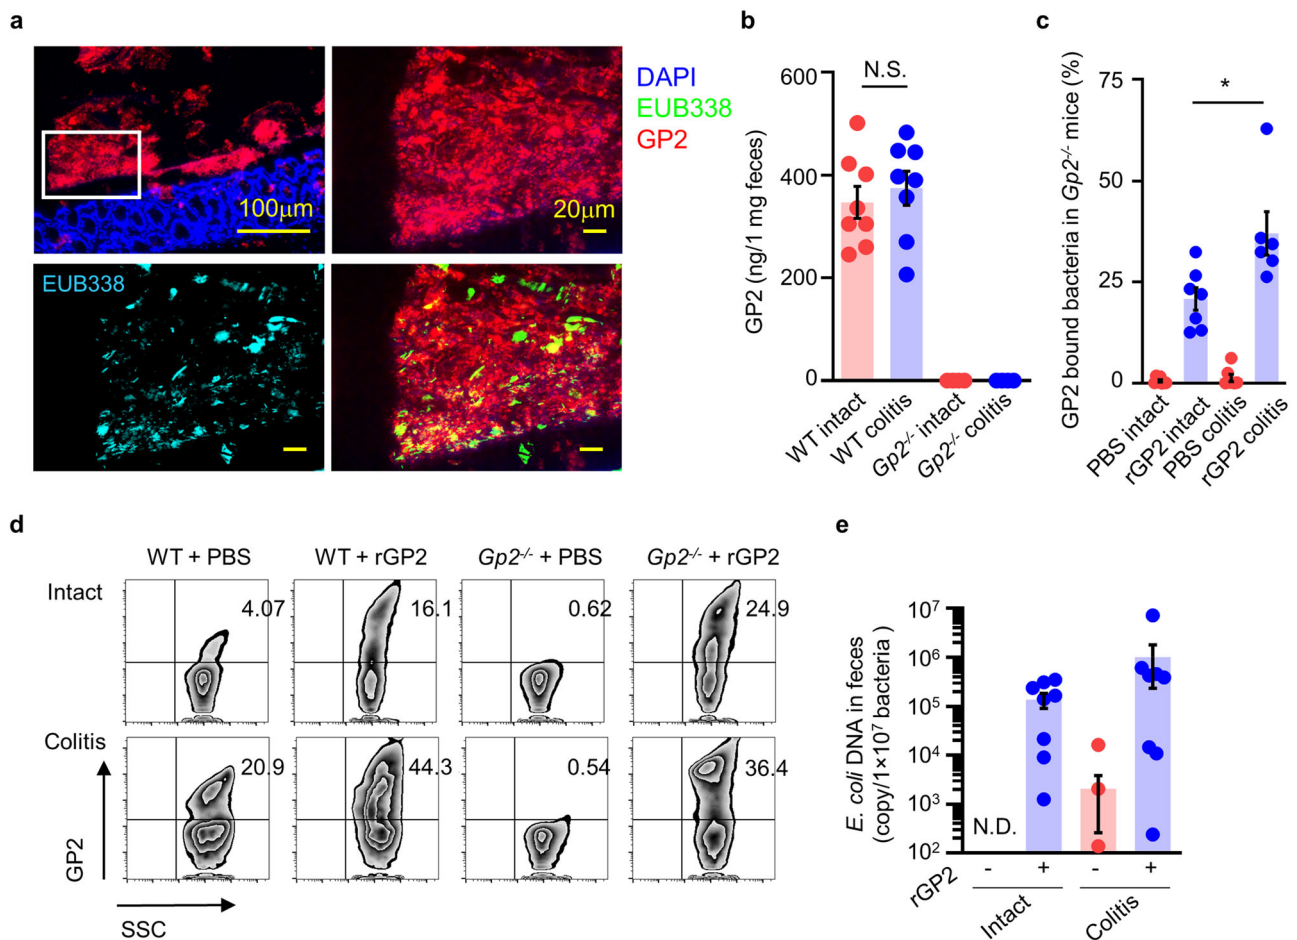 a
DAPI
EUB338
GP2
100μm
20μm
EUB338
b
GP2 (ng/1 mg feces)
600
400
200
0
N.S.
WT intact
WT colitis
Gp2-/- intact
Gp2-/- colitis
c
GP2 bound bacteria in Gp2-/- mice (%)
75
50
25
0
*
PBS intact
rGP2 intact
PBS colitis
rGP2 colitis
d
WT + PBS
WT + rGP2
Gp2-/- + PBS
Gp2-/- + rGP2
Intact
4.07
16.1
0.62
24.9
Colitis
20.9
44.3
0.54
36.4
GP2
SSC
e
E. coli DNA in feces
(copy/1×10⁷ bacteria)
10⁷
10⁶
10⁵
10⁴
10³
10²
N.D.
rGP2 - + - +
Intact
Colitis